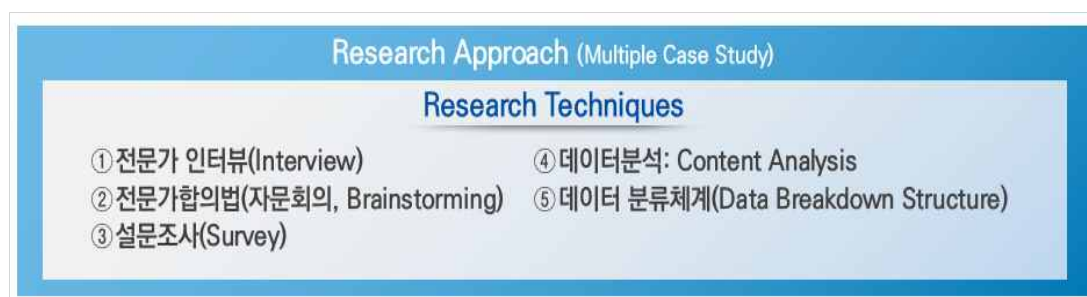 Research Approach (Multiple Case Study)
Research Techniques
①전문가 인터뷰(Interview)
②전문가합의법(자문회의, Brainstorming)
③설문조사(Survey)
④데이터분석: Content Analysis
⑤데이터 분류체계(Data Breakdown Structure)